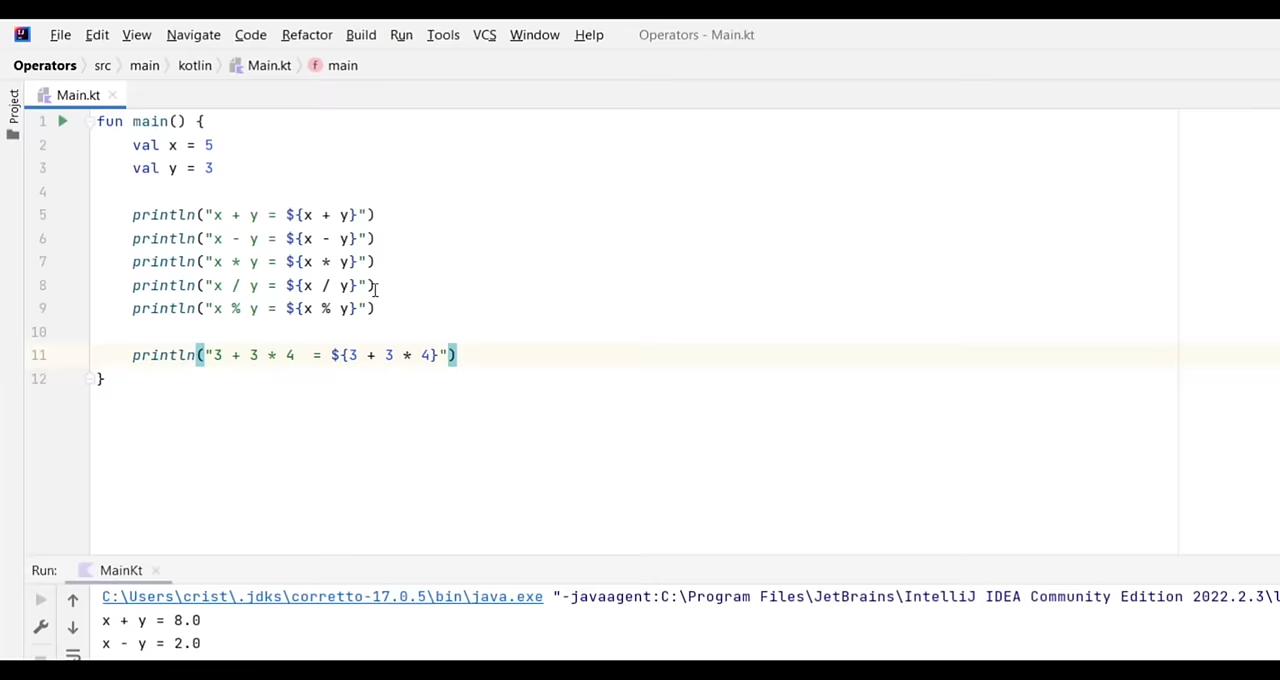 File Edit View Navigate Code Refactor Build Run Tools VCS Window Help Operators - Main.kt
Operators src main kotlin Main.kt f main
Project
Main.kt
1 fun main() {
2 val x = 5
3 val y = 3
4
5 println("x + y = ${x + y}")
6 println("x - y = ${x - y}")
7 println("x * y = ${x * y}")
8 println("x / y = ${x / y}")
9 println("x % y = ${x % y}")
10
11 println("3 + 3 * 4  = ${3 + 3 * 4}")
12 }
Run: MainKt
C:\Users\crist\.jdks\corretto-17.0.5\bin\java.exe "-javaagent:C:\Program Files\JetBrains\IntelliJ IDEA Community Edition 2022.2.3\l
x + y = 8.0
x - y = 2.0